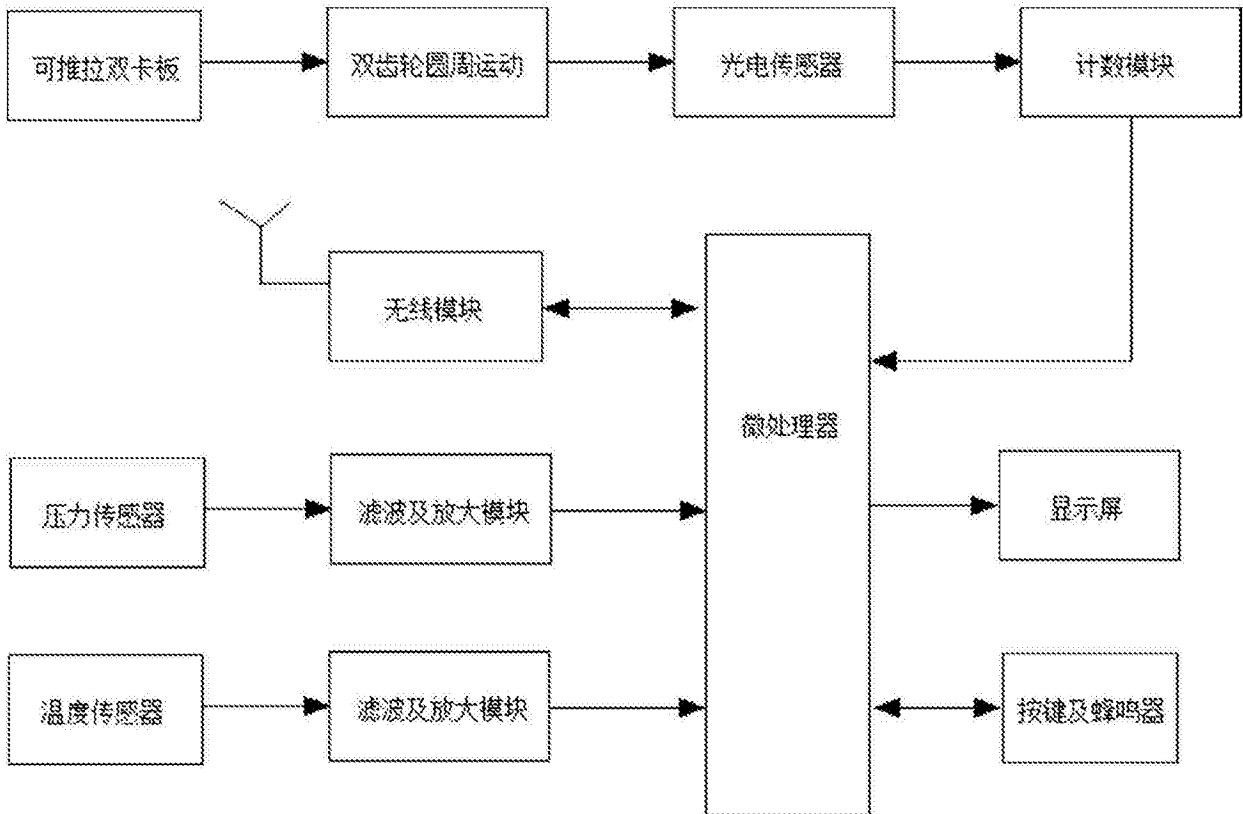 可推拉双卡板
双齿轮圆周运动
光电传感器
计数模块
无线模块
微处理器
压力传感器
滤波及放大模块
显示屏
温度传感器
滤波及放大模块
按键及蜂鸣器